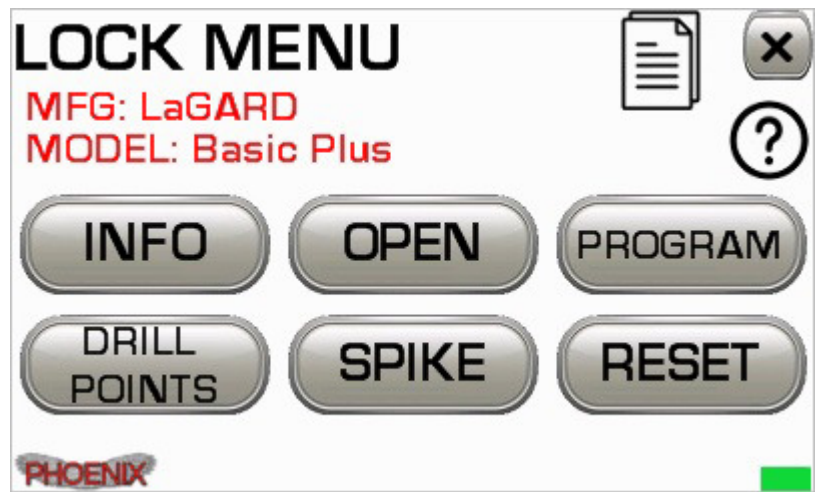 LOCK MENU
MFG: LaGARD
MODEL: Basic Plus
?
INFO
OPEN
PROGRAM
DRILL
POINTS
SPIKE
RESET
PHOENIX